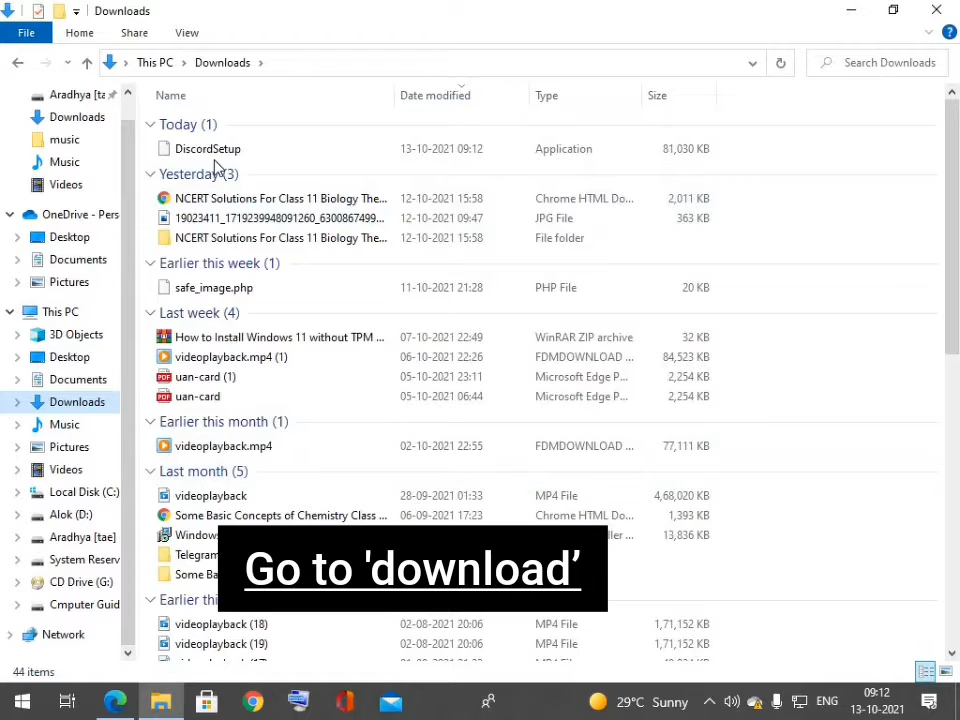 Downloads
File Home Share View
This PC Downloads Search Downloads
Name Date modified Type Size
Aradhya [ta
Downloads
music
Music
Videos
OneDrive - Pers
Desktop
Documents
Pictures
This PC
3D Objects
Desktop
Documents
Downloads
Music
Pictures
Videos
Local Disk (C:)
Alok (D:)
Aradhya [tae]
System Reserv
CD Drive (G:)
Cmputer Guid
Network
Today (1)
DiscordSetup 13-10-2021 09:12 Application 81,030 KB
Yesterday (3)
NCERT Solutions For Class 11 Biology The... 12-10-2021 15:58 Chrome HTML Do... 2,011 KB
19023411_1719239948091260_6300867499... 12-10-2021 09:47 JPG File 363 KB
NCERT Solutions For Class 11 Biology The... 12-10-2021 15:58 File folder
Earlier this week (1)
safe_image.php 11-10-2021 21:28 PHP File 20 KB
Last week (4)
How to Install Windows 11 without TPM ... 07-10-2021 22:49 WinRAR ZIP archive 32 KB
videoplayback.mp4 (1) 06-10-2021 22:26 FDMDOWNLOAD ... 84,523 KB
uan-card (1) 05-10-2021 23:11 Microsoft Edge P... 2,254 KB
uan-card 05-10-2021 06:44 Microsoft Edge P... 2,254 KB
Earlier this month (1)
videoplayback.mp4 02-10-2021 22:55 FDMDOWNLOAD ... 77,111 KB
Last month (5)
videoplayback 28-09-2021 01:33 MP4 File 4,68,020 KB
Some Basic Concepts of Chemistry Class ... 06-09-2021 17:23 Chrome HTML Do... 1,393 KB
Window ller ... 13,836 KB
Telegram
Some Ba
Go to 'download’
Earlier thi
videoplayback (18) 02-08-2021 20:06 MP4 File 1,71,152 KB
videoplayback (19) 02-08-2021 20:06 MP4 File 1,71,152 KB
44 items
29°C Sunny ENG 09:12
13-10-2021